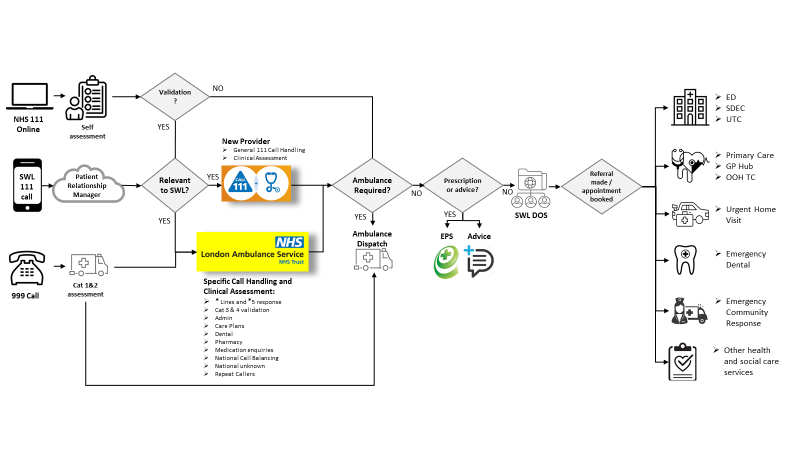 NHS 111
Online
Self
assessment
Validation
?
NO
YES
SWL
111
call
Patient
Relationship
Manager
Relevant
to SWL?
YES
YES
New Provider
➢ General 111 Call Handling
➢ Clinical Assessment
CALL
111
NHS
London Ambulance Service
NHS Trust
999 Call
Cat 1&2
assessment
Specific Call Handling and
Clinical Assessment:
➢ * Lines and *5 response
➢ Cat 3 & 4 validation
➢ Admin
➢ Care Plans
➢ Dental
➢ Pharmacy
➢ Medication enquiries
➢ National Call Balancing
➢ National unknown
➢ Repeat Callers
Ambulance
Required?
NO
YES
Ambulance
Dispatch
Prescription
or advice?
NO
YES
EPS
Advice
SWL DOS
Referral
made /
appointment
booked
➢ ED
➢ SDEC
➢ UTC
➢ Primary Care
➢ GP Hub
➢ OOH TC
➢ Urgent Home
Visit
➢ Emergency
Dental
➢ Emergency
Community
Response
➢ Other health
and social care
services